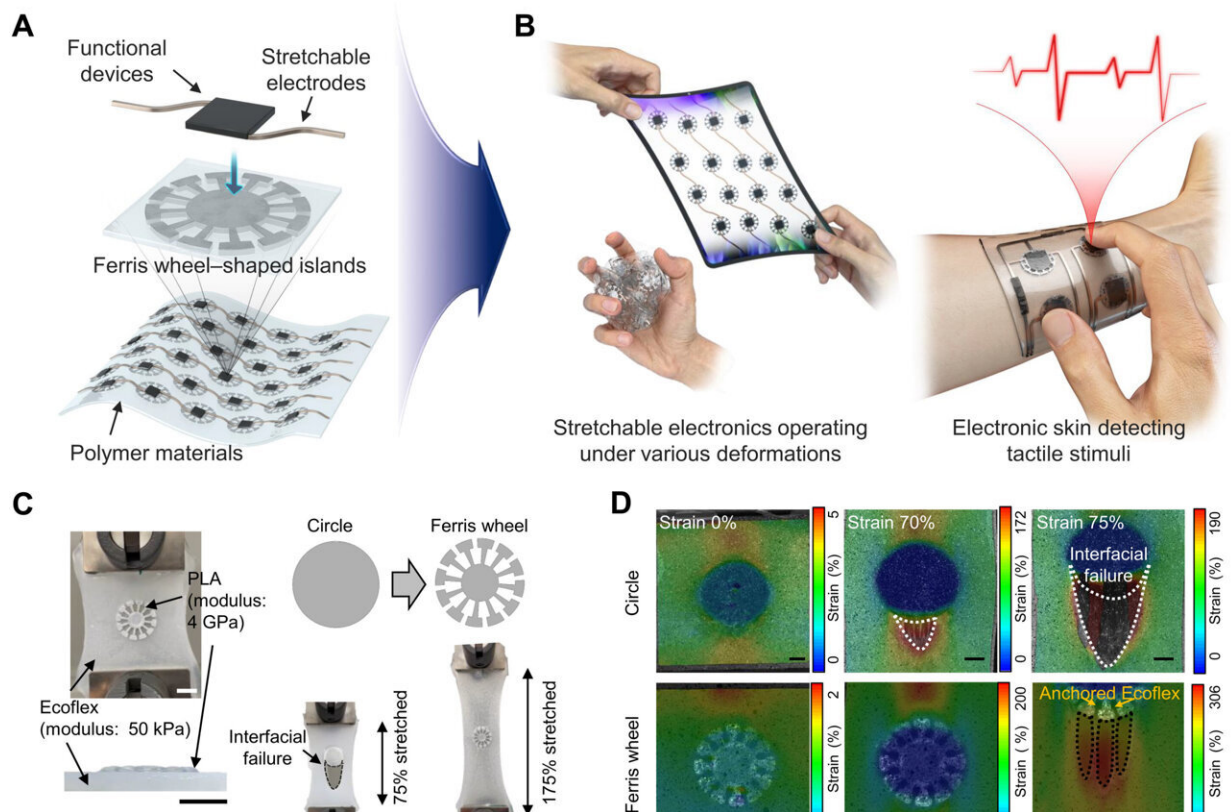 A
Functional
devices
Stretchable
electrodes
Ferris wheel–shaped islands
Polymer materials
B
Stretchable electronics operating
under various deformations
Electronic skin detecting
tactile stimuli
C
PLA
(modulus:
4 GPa)
Ecoflex
(modulus: 50 kPa)
Circle
Ferris wheel
Interfacial
failure
75% stretched
175% stretched
D
Circle
Strain 0%
5
Strain (%)
0
Strain 70%
172
Strain (%)
0
Strain 75%
Interfacial
failure
190
Strain (%)
0
Ferris wheel
2
Strain (%)
200
Strain (%)
Anchored Ecoflex
306
Strain (%)